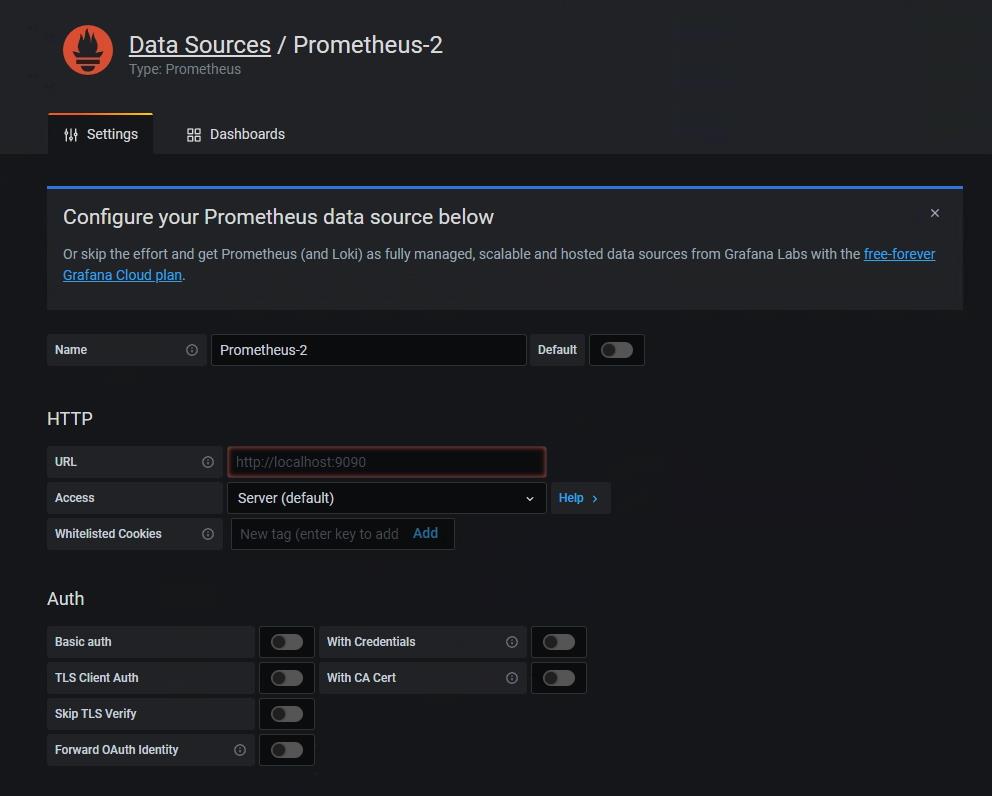 Data Sources / Prometheus-2
Type: Prometheus
Settings
Dashboards
Configure your Prometheus data source below
Or skip the effort and get Prometheus (and Loki) as fully managed, scalable and hosted data sources from Grafana Labs with the free-forever
Grafana Cloud plan.
Name
Prometheus-2
Default
HTTP
URL
http://localhost:9090
Access
Server (default)
Help
Whitelisted Cookies
New tag (enter key to add
Add
Auth
Basic auth
With Credentials
TLS Client Auth
With CA Cert
Skip TLS Verify
Forward OAuth Identity